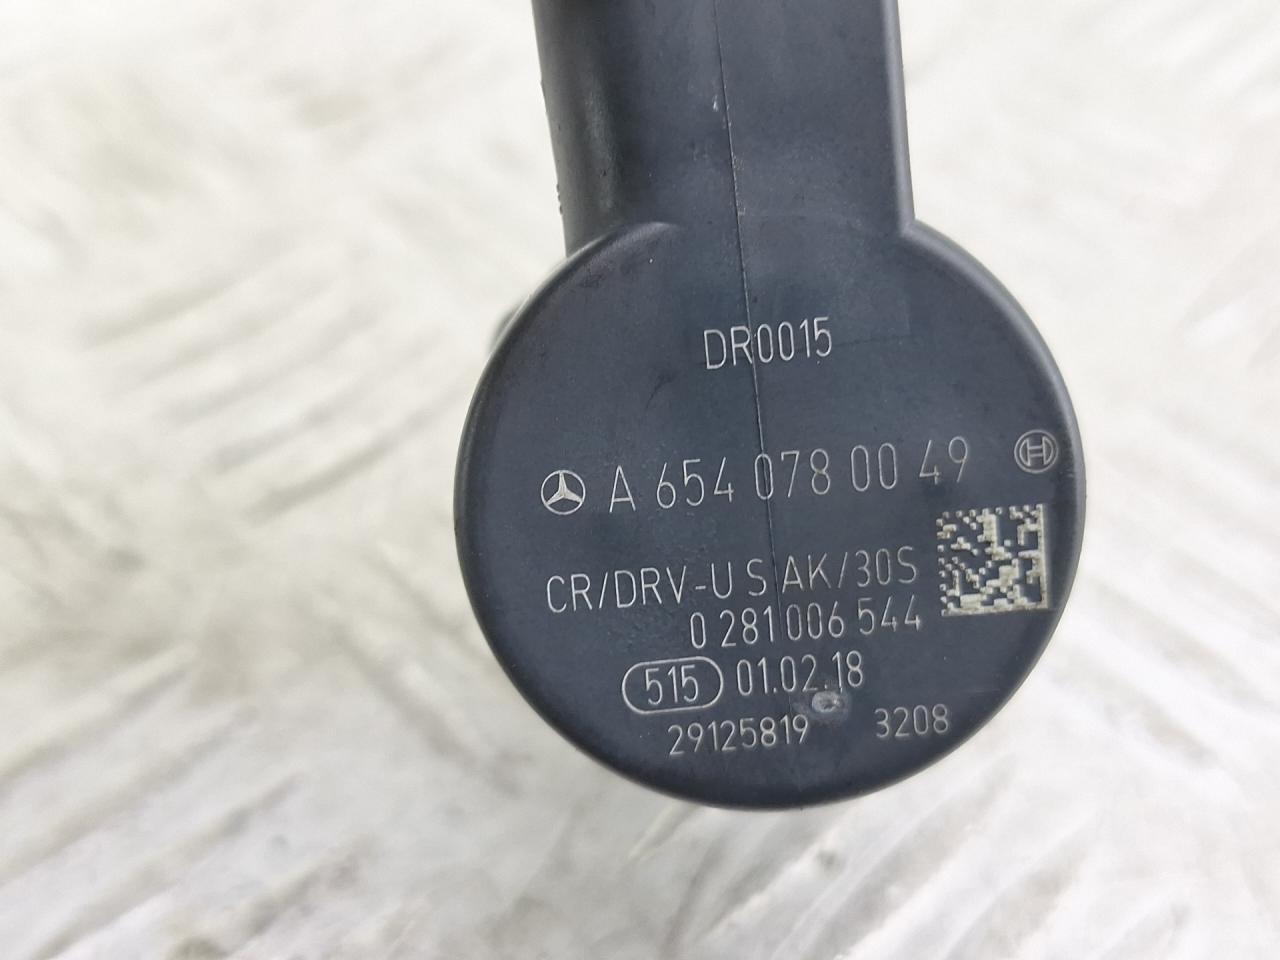 DR0015
A 654 078 00 49
CR/DRV-U S AK/30S
0 281 006 544
515 01.02.18
29125819 3208